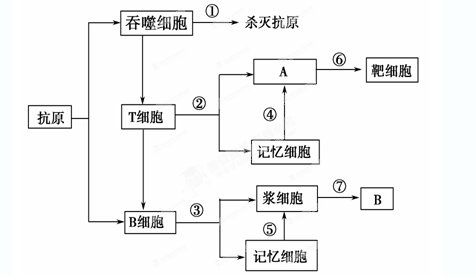 吞噬细胞 ① 杀灭抗原
② A ⑥ 靶细胞
抗原 T细胞 ④
记忆细胞
B细胞 ③ 浆细胞 ⑦ B
⑤
记忆细胞